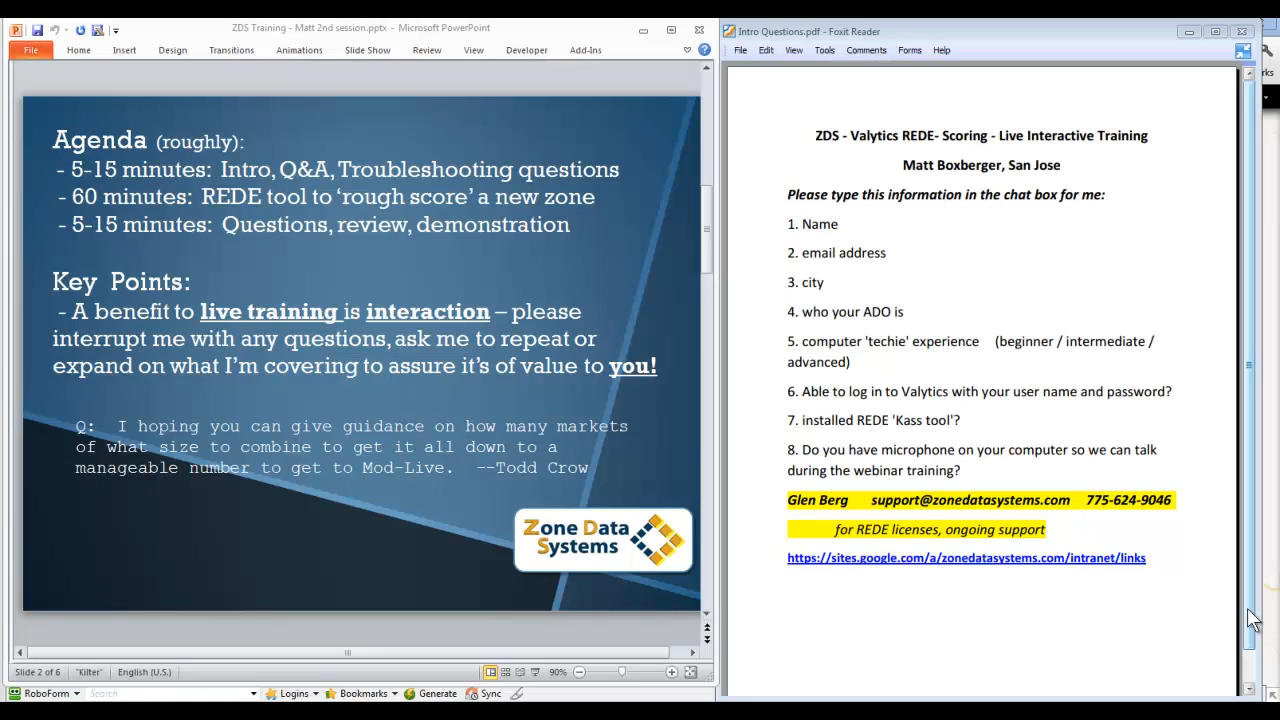 ZDS Training - Matt 2nd session.pptx - Microsoft PowerPoint
File Home Insert Design Transitions Animations Slide Show Review View Developer Add-Ins
Agenda (roughly):
- 5-15 minutes: Intro, Q&A, Troubleshooting questions
- 60 minutes: REDE tool to ‘rough score’ a new zone
- 5-15 minutes: Questions, review, demonstration
Key Points:
- A benefit to live training is interaction – please
interrupt me with any questions, ask me to repeat or
expand on what I’m covering to assure it’s of value to you!
Q: I hoping you can give guidance on how many markets
of what size to combine to get it all down to a
manageable number to get to Mod-Live. --Todd Crow
Zone Data
Systems
Slide 2 of 6 "Kilter" English (U.S.) 90%
RoboForm Search Logins Bookmarks Generate Sync
Intro Questions.pdf - Foxit Reader
File Edit View Tools Comments Forms Help
ZDS - Valytics REDE- Scoring - Live Interactive Training
Matt Boxberger, San Jose
Please type this information in the chat box for me:
1. Name
2. email address
3. city
4. who your ADO is
5. computer 'techie' experience (beginner / intermediate /
advanced)
6. Able to log in to Valytics with your user name and password?
7. installed REDE 'Kass tool'?
8. Do you have microphone on your computer so we can talk
during the webinar training?
Glen Berg support@zonedatasystems.com 775-624-9046
for REDE licenses, ongoing support
https://sites.google.com/a/zonedatasystems.com/intranet/links